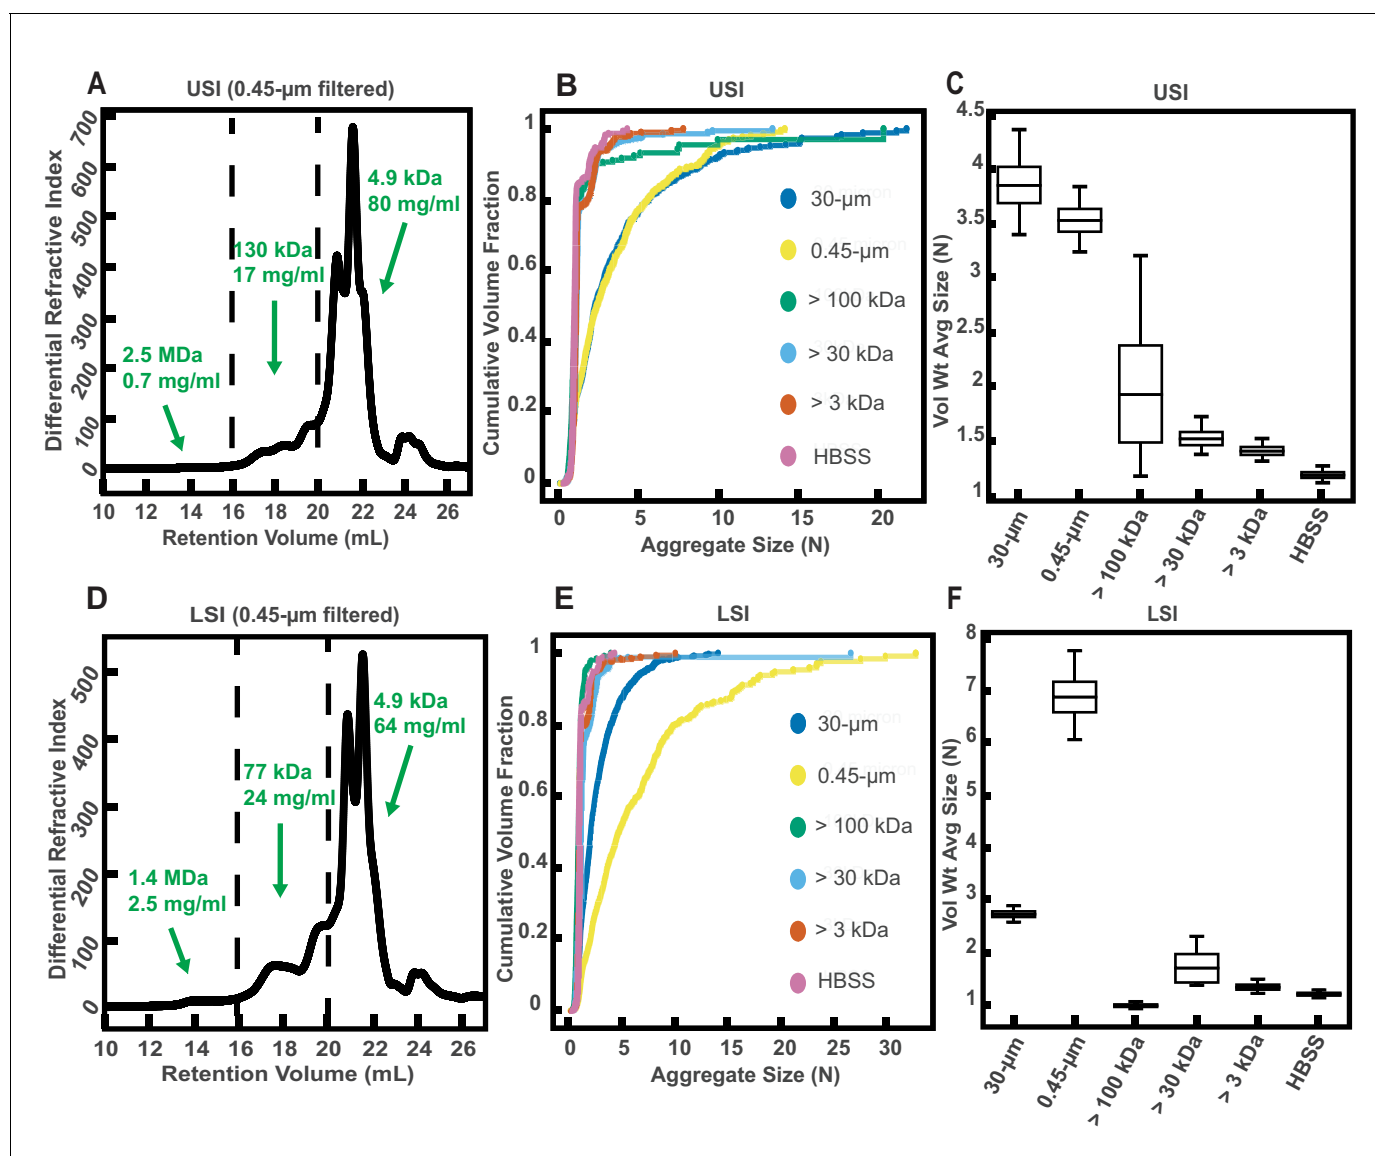 A
USI (0.45-µm filtered)
Differential Refractive Index
700
600
500
400
300
200
100
0
2.5 MDa
0.7 mg/ml
130 kDa
17 mg/ml
4.9 kDa
80 mg/ml
10 12 14 16 18 20 22 24 26
Retention Volume (mL)
B
USI
Cumulative Volume Fraction
1
0.8
0.6
0.4
0.2
0
30-µm
0.45-µm
> 100 kDa
> 30 kDa
> 3 kDa
HBSS
0 5 10 15 20
Aggregate Size (N)
C
USI
Vol Wt Avg Size (N)
4.5
4
3.5
3
2.5
2
1.5
1
30-µm
0.45-µm
> 100 kDa
> 30 kDa
> 3 kDa
HBSS
D
LSI (0.45-µm filtered)
Differential Refractive Index
500
400
300
200
100
0
1.4 MDa
2.5 mg/ml
77 kDa
24 mg/ml
4.9 kDa
64 mg/ml
10 12 14 16 18 20 22 24 26
Retention Volume (mL)
E
LSI
Cumulative Volume Fraction
1
0.8
0.6
0.4
0.2
0
30-µm
0.45-µm
> 100 kDa
> 30 kDa
> 3 kDa
HBSS
0 5 10 15 20 25 30
Aggregate Size (N)
F
LSI
Vol Wt Avg Size (N)
8
7
6
5
4
3
2
1
30-µm
0.45-µm
> 100 kDa
> 30 kDa
> 3 kDa
HBSS